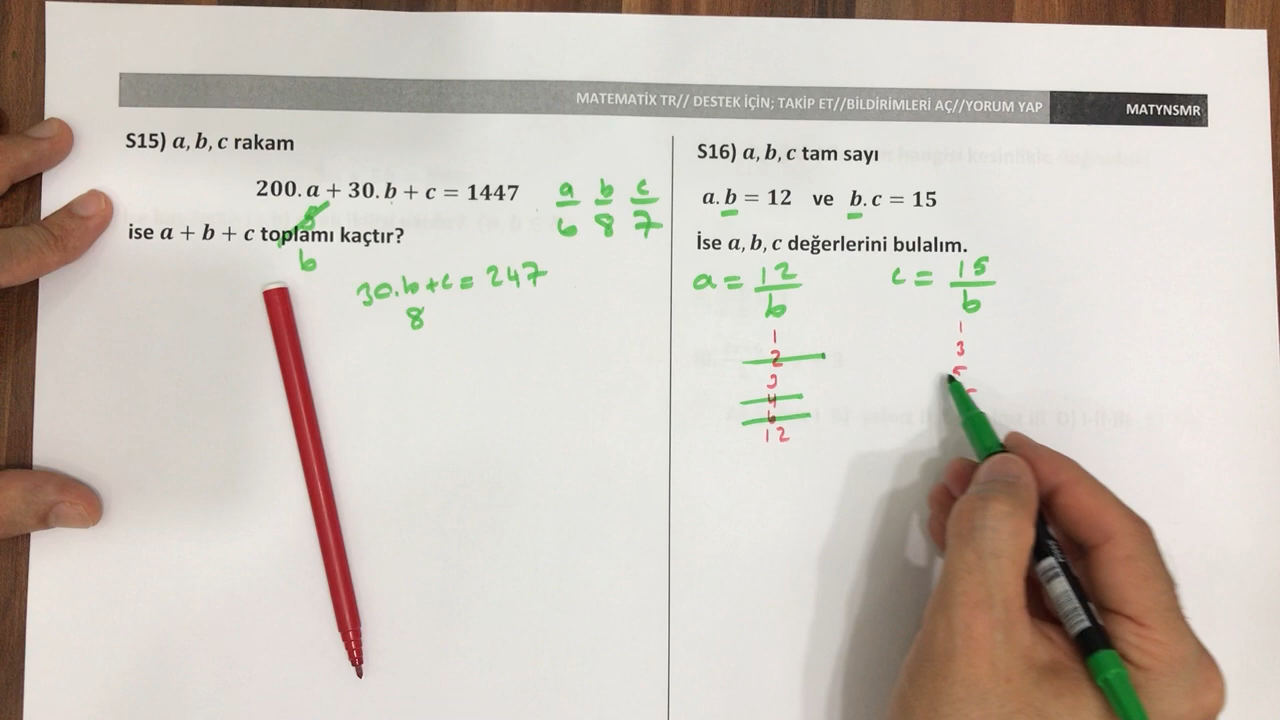 MATEMATİX TR// DESTEK İÇİN; TAKİP ET//BİLDİRİMLERİ AÇ//YORUM YAP MATYNSMR
S15) a, b, c rakam
200. a + 30. b + c = 1447
a b c
6 8 7
ise a + b + c toplamı kaçtır?
6
30.b+c=247
8
S16) a, b, c tam sayı
a. b = 12 ve b. c = 15
İse a, b, c değerlerini bulalım.
a = 12/b c = 15/b
1 1
2 3
3 5
4
6
12